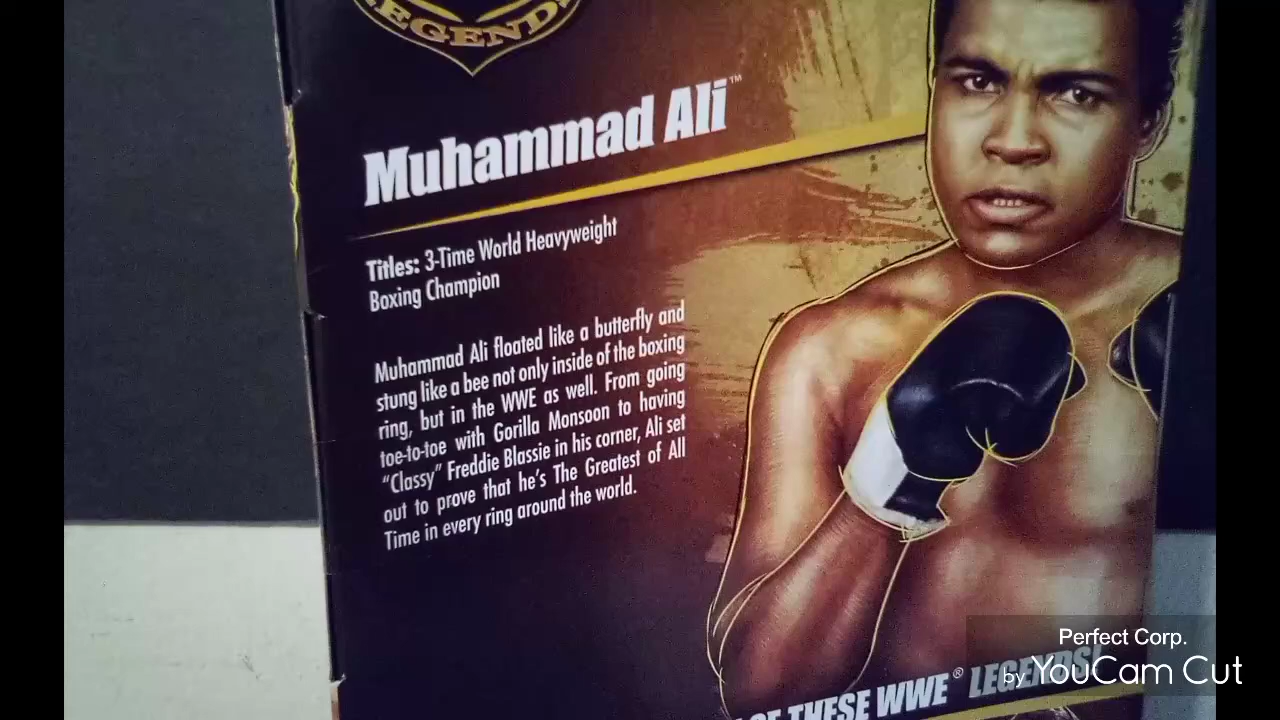 LEGENDS
Muhammad Ali™
Titles: 3-Time World Heavyweight
Boxing Champion
Muhammad Ali floated like a butterfly and
stung like a bee not only inside of the boxing
ring, but in the WWE as well. From going
toe-to-toe with Gorilla Monsoon to having
"Classy" Freddie Blassie in his corner, Ali set
out to prove that he's The Greatest of All
Time in every ring around the world.
OF THESE WWE® LEGENDS!
Perfect Corp.
by YouCam Cut